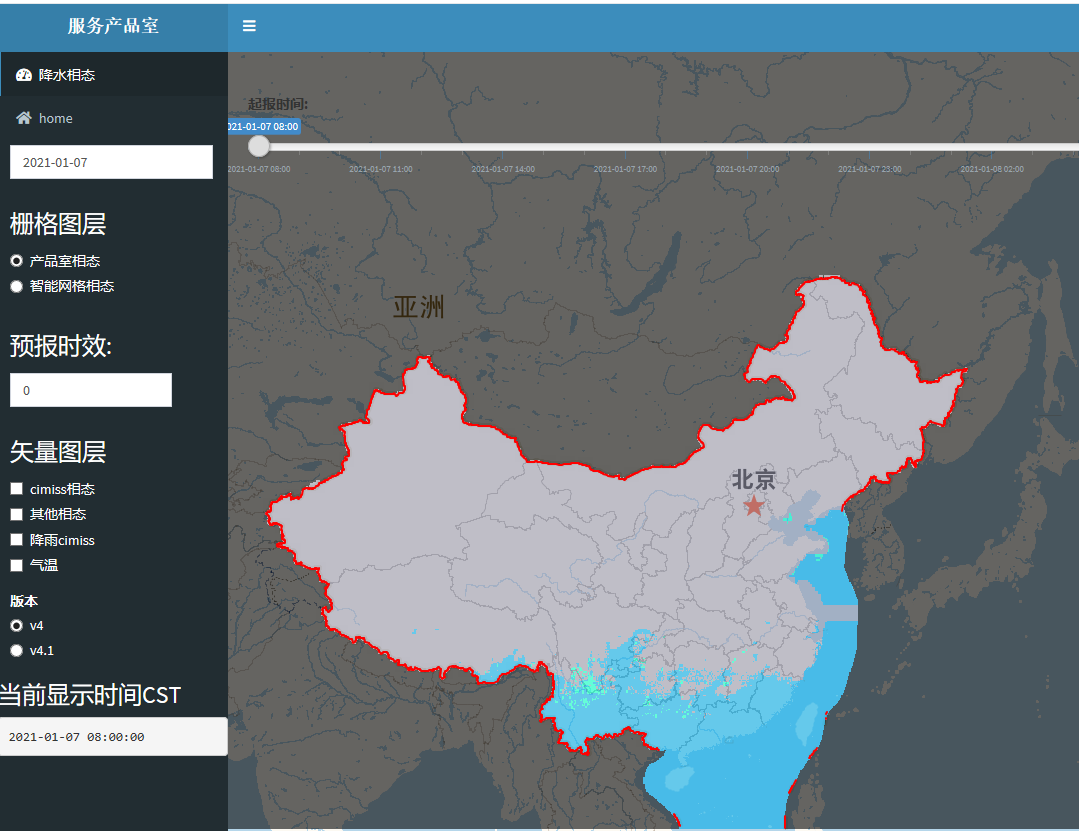 服务产品室
降水相态
home
2021-01-07
栅格图层
产品室相态
智能网格相态
预报时效:
0
矢量图层
cimiss相态
其他相态
降雨cimiss
气温
版本
v4
v4.1
当前显示时间CST
2021-01-07 08:00:00
起报时间:
021-01-07 08:00
2021-01-07 08:00 2021-01-07 11:00 2021-01-07 14:00 2021-01-07 17:00 2021-01-07 20:00 2021-01-07 23:00 2021-01-08 02:00
亚洲
北京